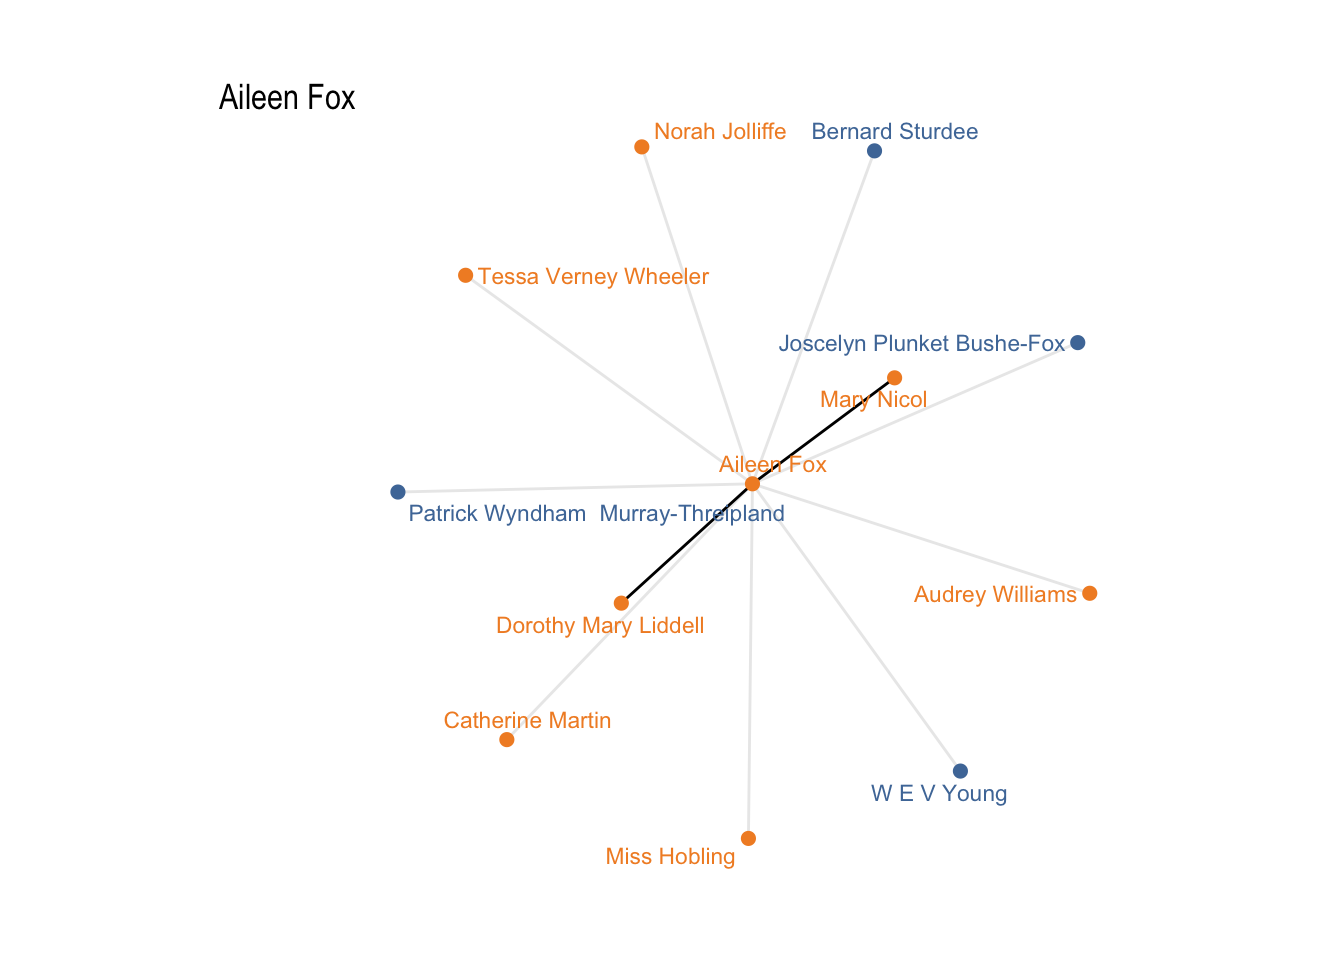 Aileen Fox
Norah Jolliffe
Bernard Sturdee
Tessa Verney Wheeler
Joscelyn Plunket Bushe-Fox
Mary Nicol
Aileen Fox
Patrick Wyndham  Murray-Threipland
Audrey Williams
Dorothy Mary Liddell
Catherine Martin
W E V Young
Miss Hobling